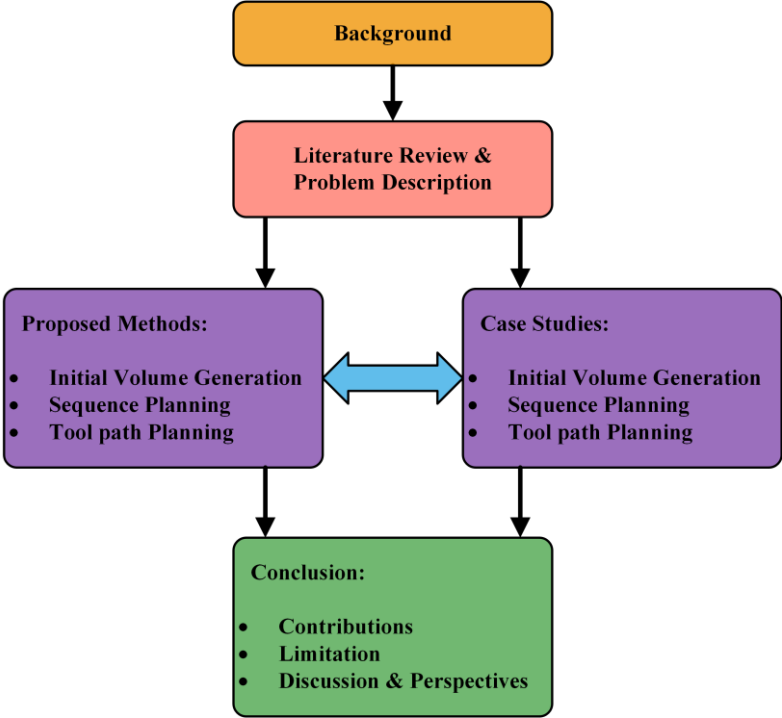 Background
Literature Review &
Problem Description
Proposed Methods:
• Initial Volume Generation
• Sequence Planning
• Tool path Planning
Case Studies:
• Initial Volume Generation
• Sequence Planning
• Tool path Planning
Conclusion:
• Contributions
• Limitation
• Discussion & Perspectives